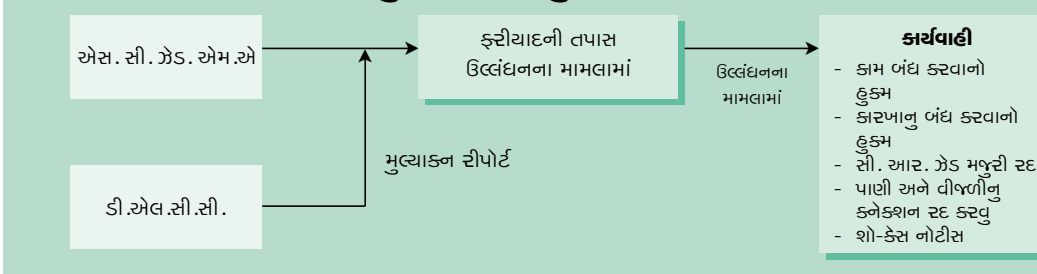 એસ. સી. ઝેડ. એમ.એ
ફરીયાદની તપાસ
ઉલ્લંઘનના મામલામાં
ઉલ્લંઘનના
મામલામાં
કાર્યવાહી
- કામ બંધ કરવાનો
હુકમ
- કારખાનુ બંધ કરવાનો
હુકમ
- સી. આર. ઝેડ મજુરી રદ
- પાણી અને વીજળીનુ
કનેકશન રદ કરવુ
- શો-કેસ નોટીસ
મુલ્યાકન રીપોર્ટ
ડી.એલ.સી.સી.